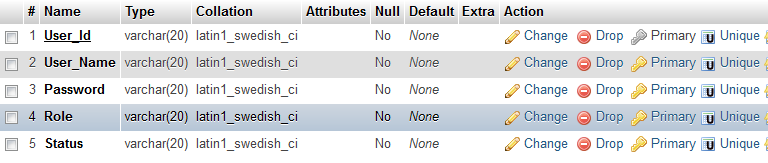 # Name Type Collation Attributes Null Default Extra Action
1 User_Id varchar(20) latin1_swedish_ci No None Change Drop Primary Unique
2 User_Name varchar(20) latin1_swedish_ci No None Change Drop Primary Unique
3 Password varchar(20) latin1_swedish_ci No None Change Drop Primary Unique
4 Role varchar(20) latin1_swedish_ci No None Change Drop Primary Unique
5 Status varchar(20) latin1_swedish_ci No None Change Drop Primary Unique